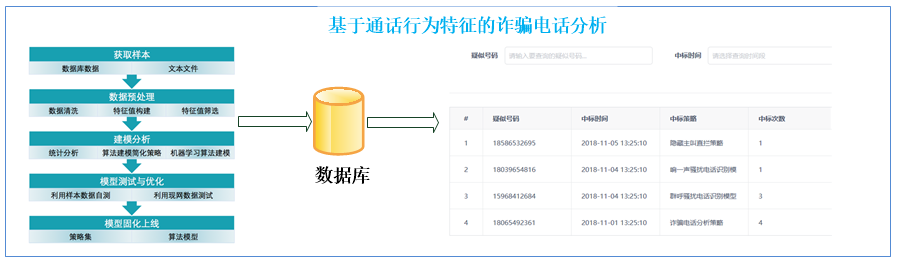 基于通话行为特征的诈骗电话分析
获取样本
数据库数据 文本文件
数据预处理
数据清洗 特征值构建 特征值筛选
建模分析
统计分析 算法建模简化策略 机器学习算法建模
模型测试与优化
利用样本数据自测 利用现网数据测试
模型固化上线
策略集 算法模型
数据库
疑似号码 请输入要查询的疑似号码... 中标时间 请选择查询的时间
# 疑似号码 中标时间 中标策略 中标次数
1 18586532695 2018-11-05 13:25:10 隐藏主叫直拦策略 1
2 18039654816 2018-11-04 13:25:10 响一声骚扰电话识别模 1
3 15968412684 2018-11-04 13:25:10 群呼骚扰电话识别模型 3
4 18065492361 2018-11-01 13:25:10 诈骗电话分析策略 4